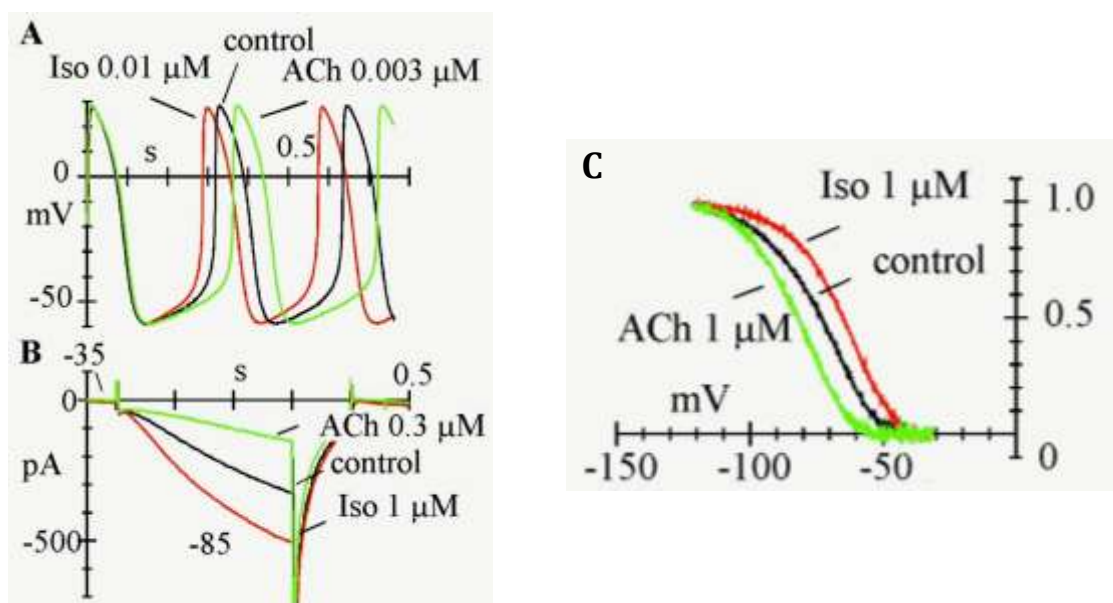 A
control
Iso 0.01 μM
ACh 0.003 μM
s
0.5
0
mV
-50
B
-35
s
0.5
0
ACh 0.3 μM
control
pA
Iso 1 μM
-85
-500
C
Iso 1 μM
1.0
control
0.5
ACh 1 μM
mV
0
-150
-100
-50